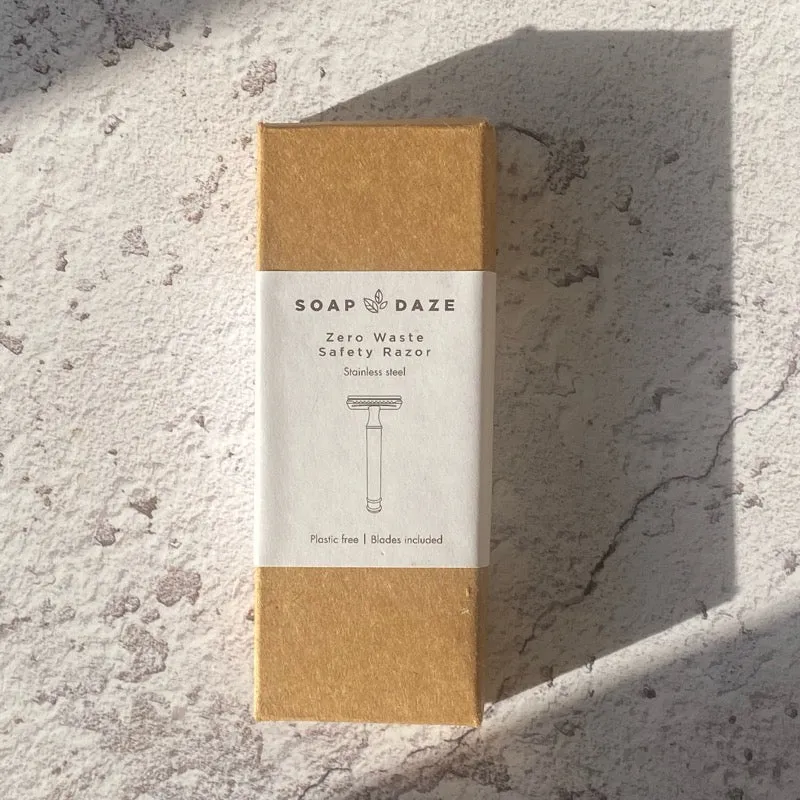 SOAP DAZE
Zero Waste
Safety Razor
Stainless steel
Plastic free | Blades included